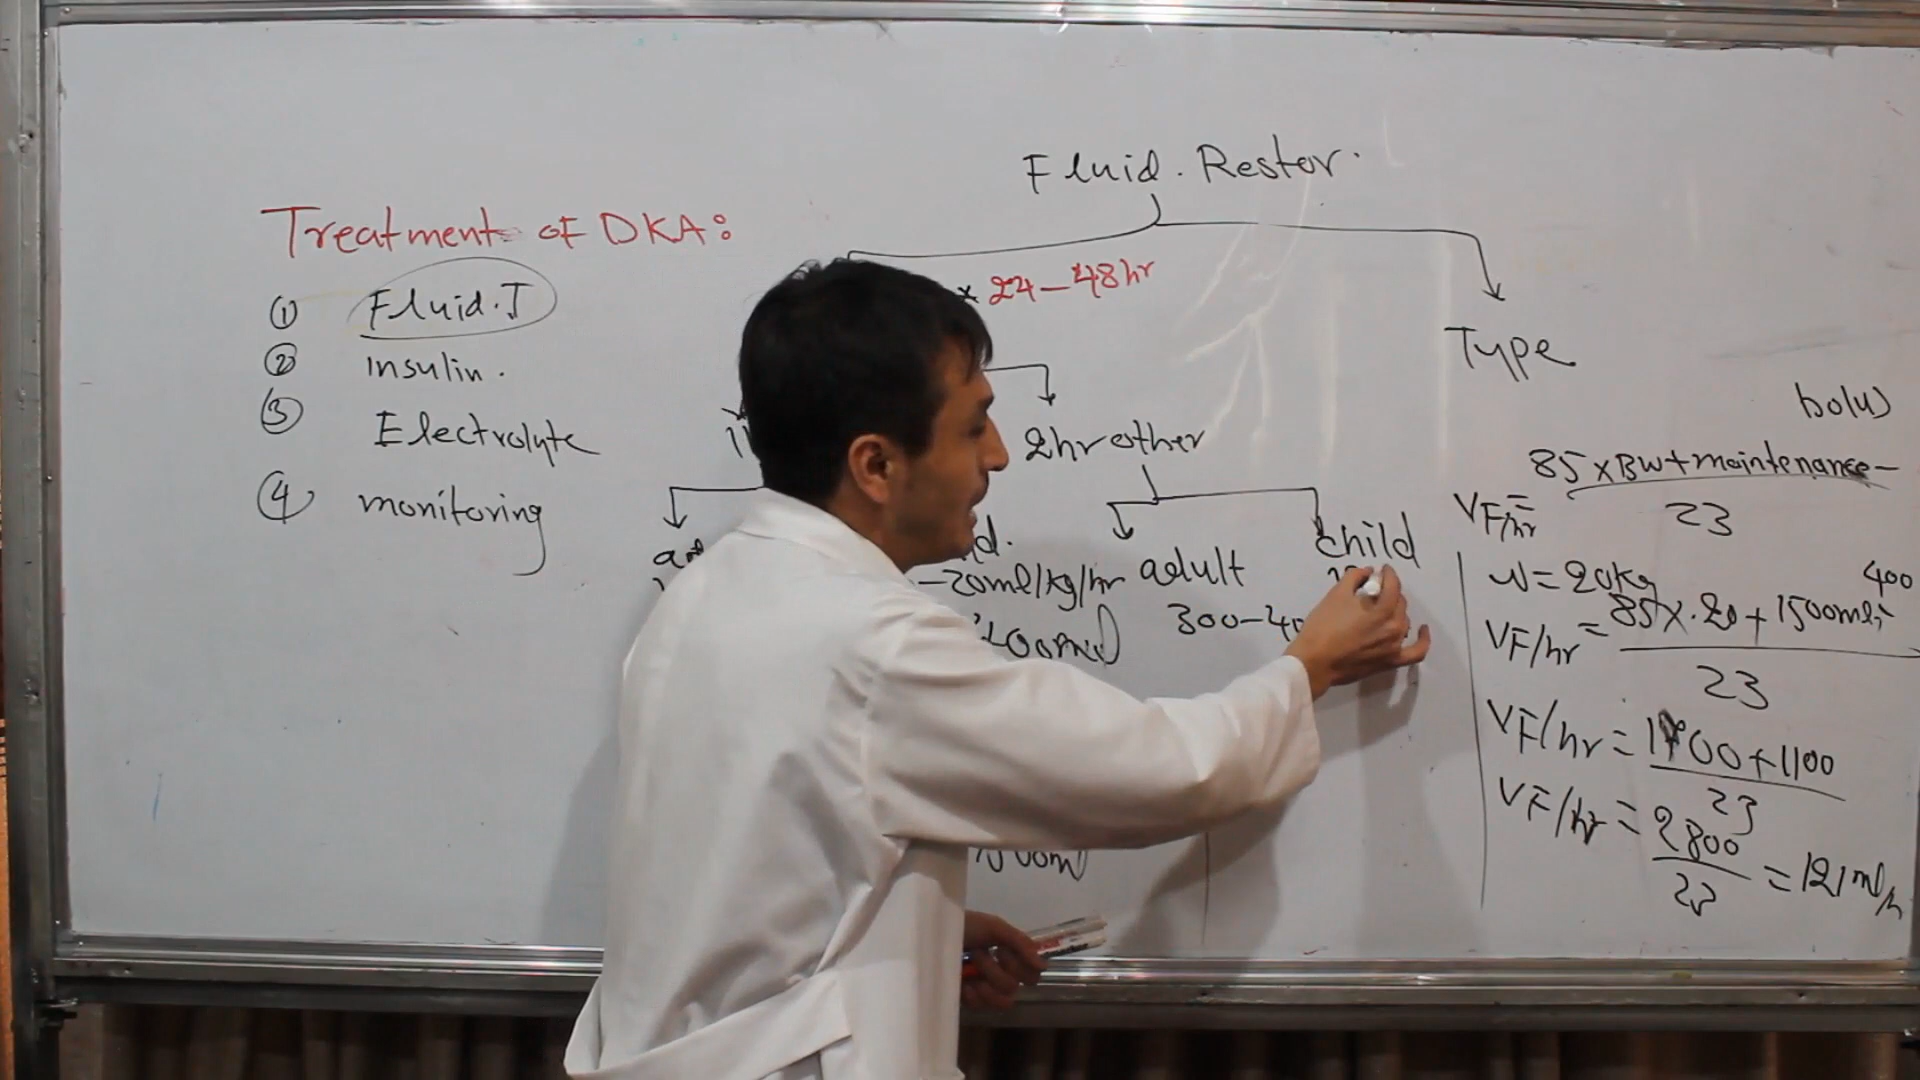 Fluid. Restor.
Treatment of DKA:
① Fluid.T
② insulin.
③ Electrolyte
④ monitoring
× 24-48hr
Type
2hr other
adult
300-40
child
-20ml/kg/hr
400ml
bolus
VF/hr = 85×BW+maintenance-
23
W=20kg
400
VF/hr = 85×.20+1500ml-
23
VF/hr = 1700+1100
23
VF/hr = 2800
23
=121ml/h